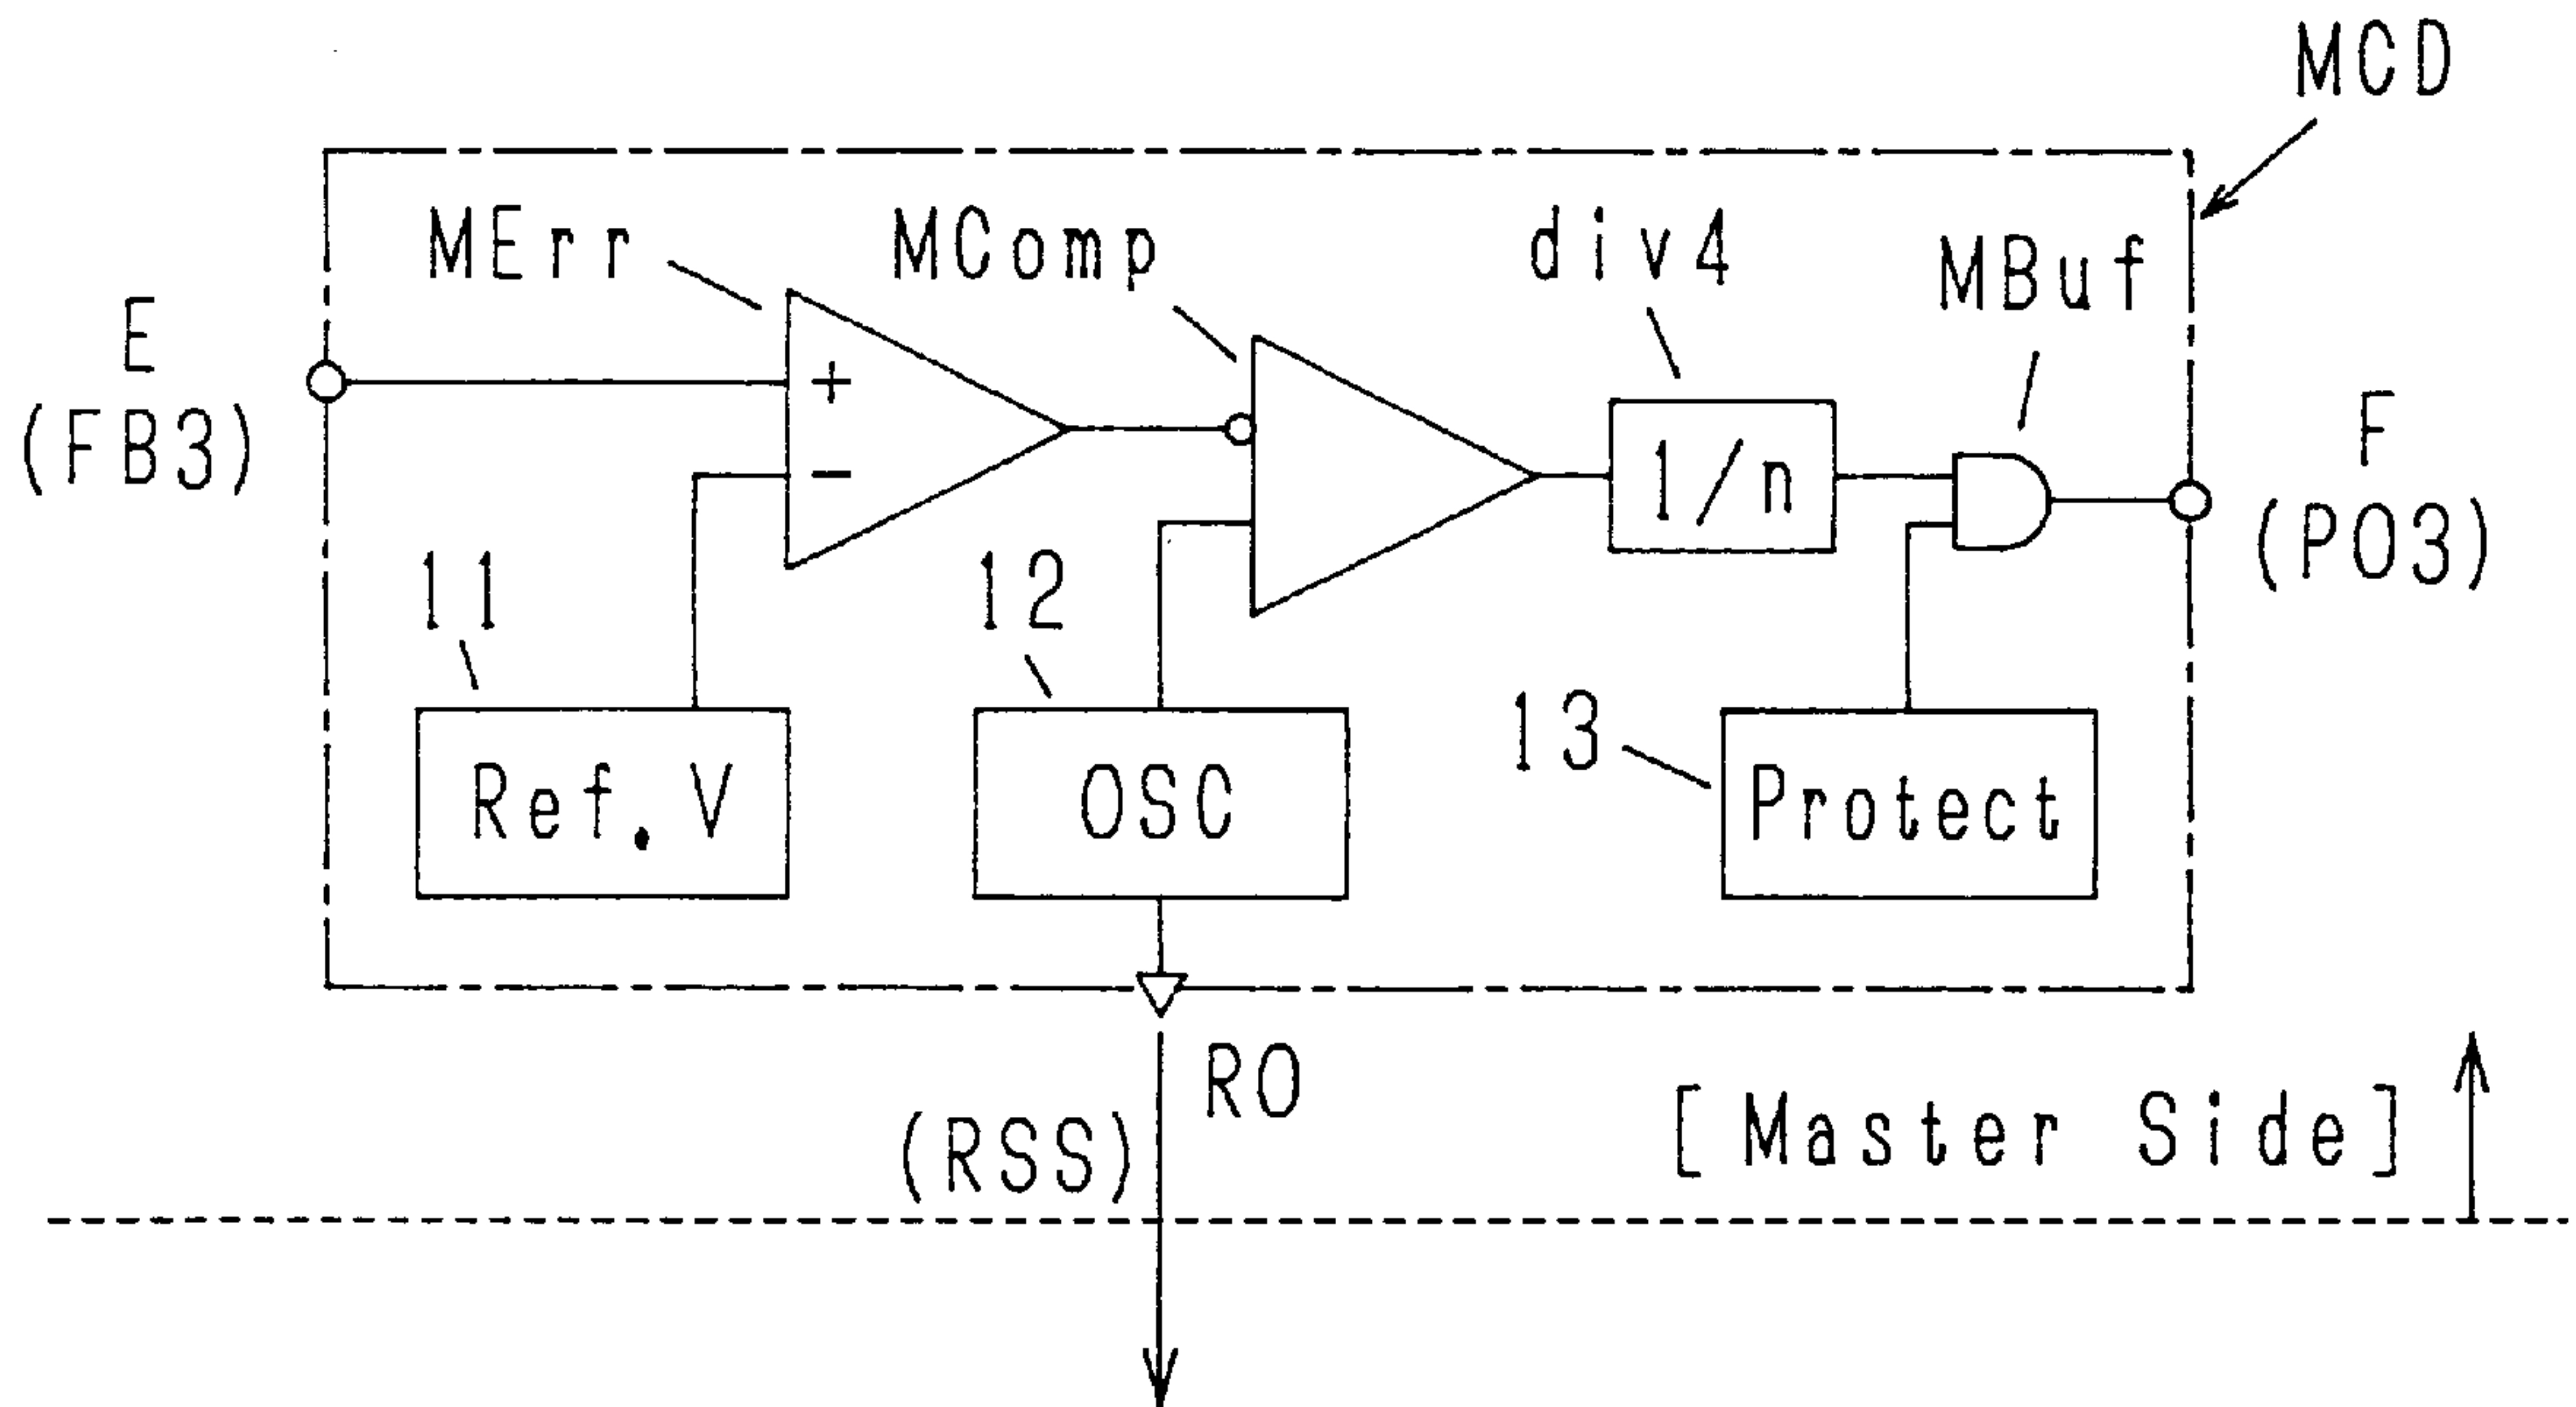 MCD
MErr
MComp
div4
MBuf
E
(FB3)
+
−
1/n
F
(PO3)
11
12
13
Ref.V
OSC
Protect
RO
(RSS)
[Master Side]